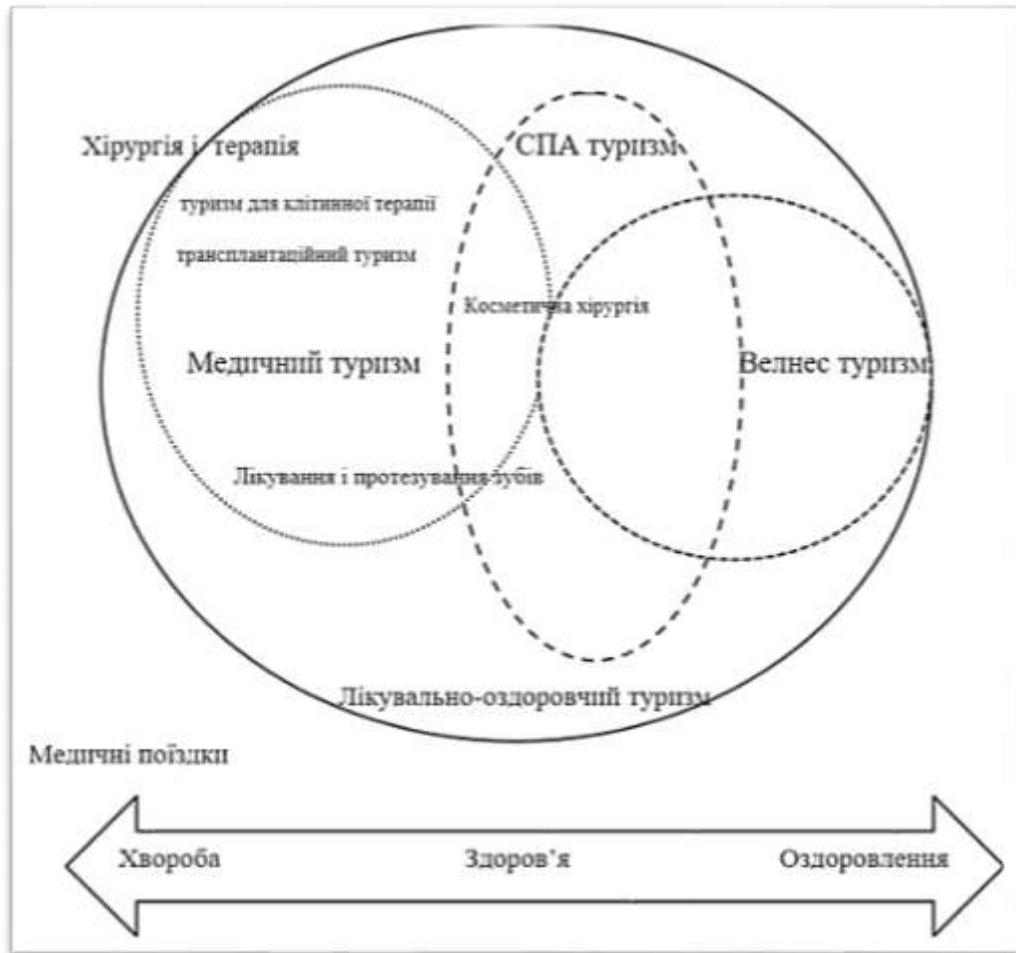 Хірургія і терапія
СПА туризм
туризм для клітинної терапії
трансплантаційний туризм
Косметична хірургія
Медичний туризм
Велнес туризм
Лікування і протезування зубів
Лікувально-оздоровчий туризм
Медичні поїздки
Хвороба
Здоров’я
Оздоровлення